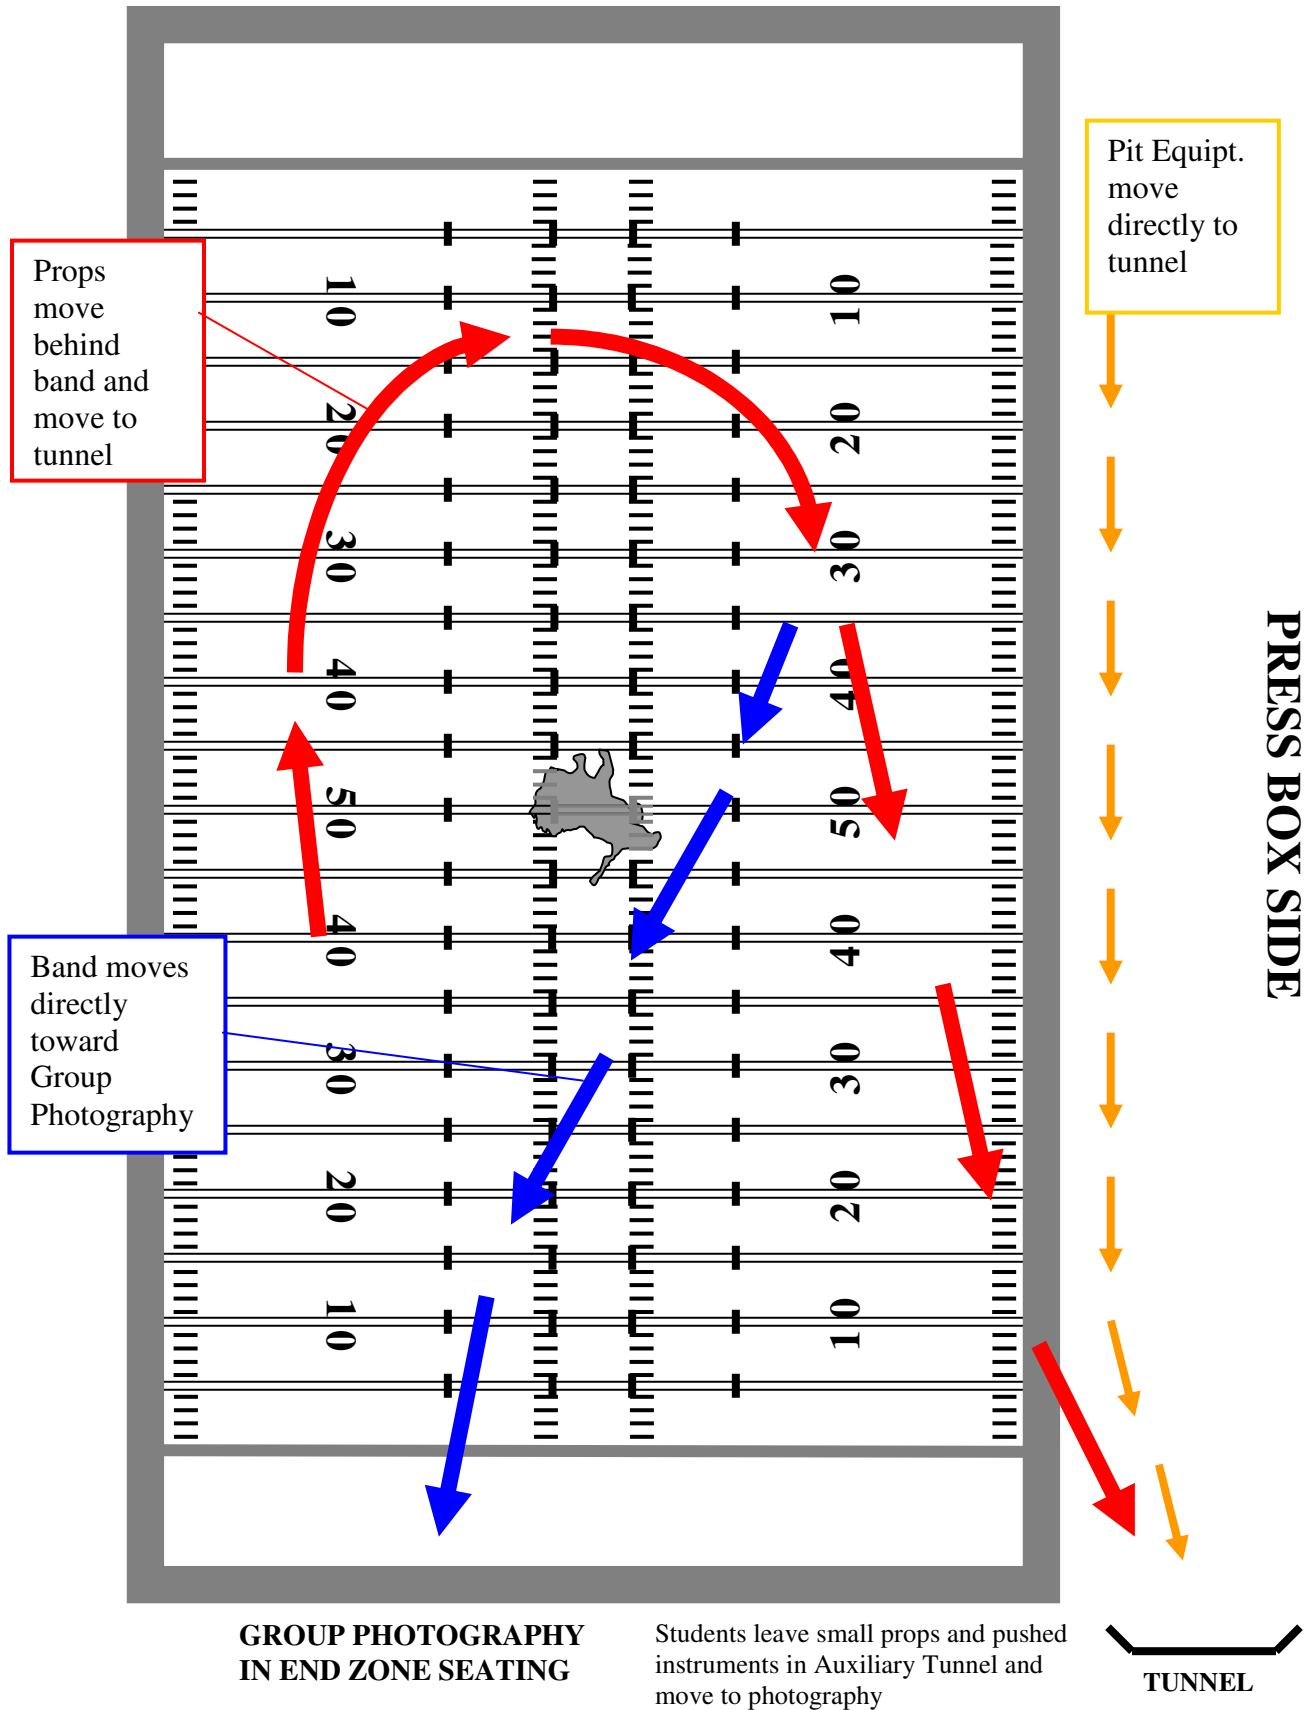 Pit Equipt.
move
directly to
tunnel
Props
move
behind
band and
move to
tunnel
10
10
20
20
30
30
40
40
50
50
PRESS BOX SIDE
40
40
Band moves
directly
toward
Group
Photography
30
30
20
20
10
10
GROUP PHOTOGRAPHY
IN END ZONE SEATING
Students leave small props and pushed
instruments in Auxiliary Tunnel and
move to photography
TUNNEL